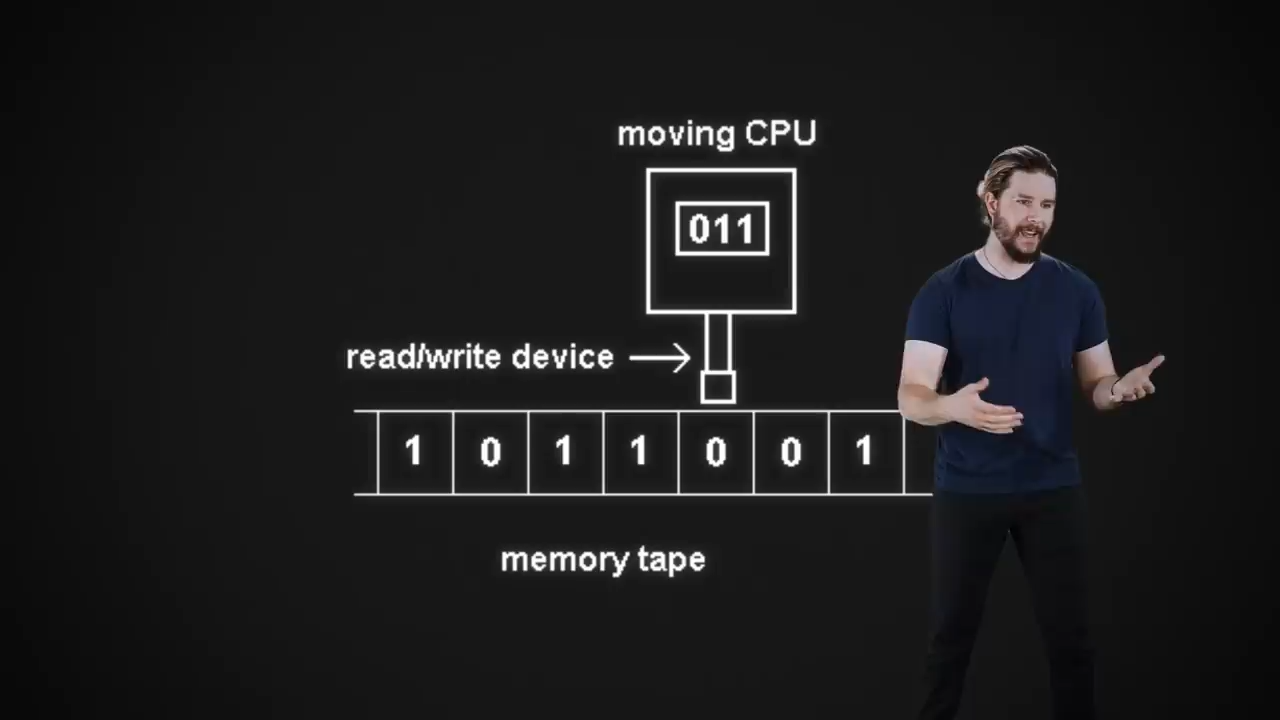 moving CPU
011
read/write device
1 0 1 1 0 0 1
memory tape